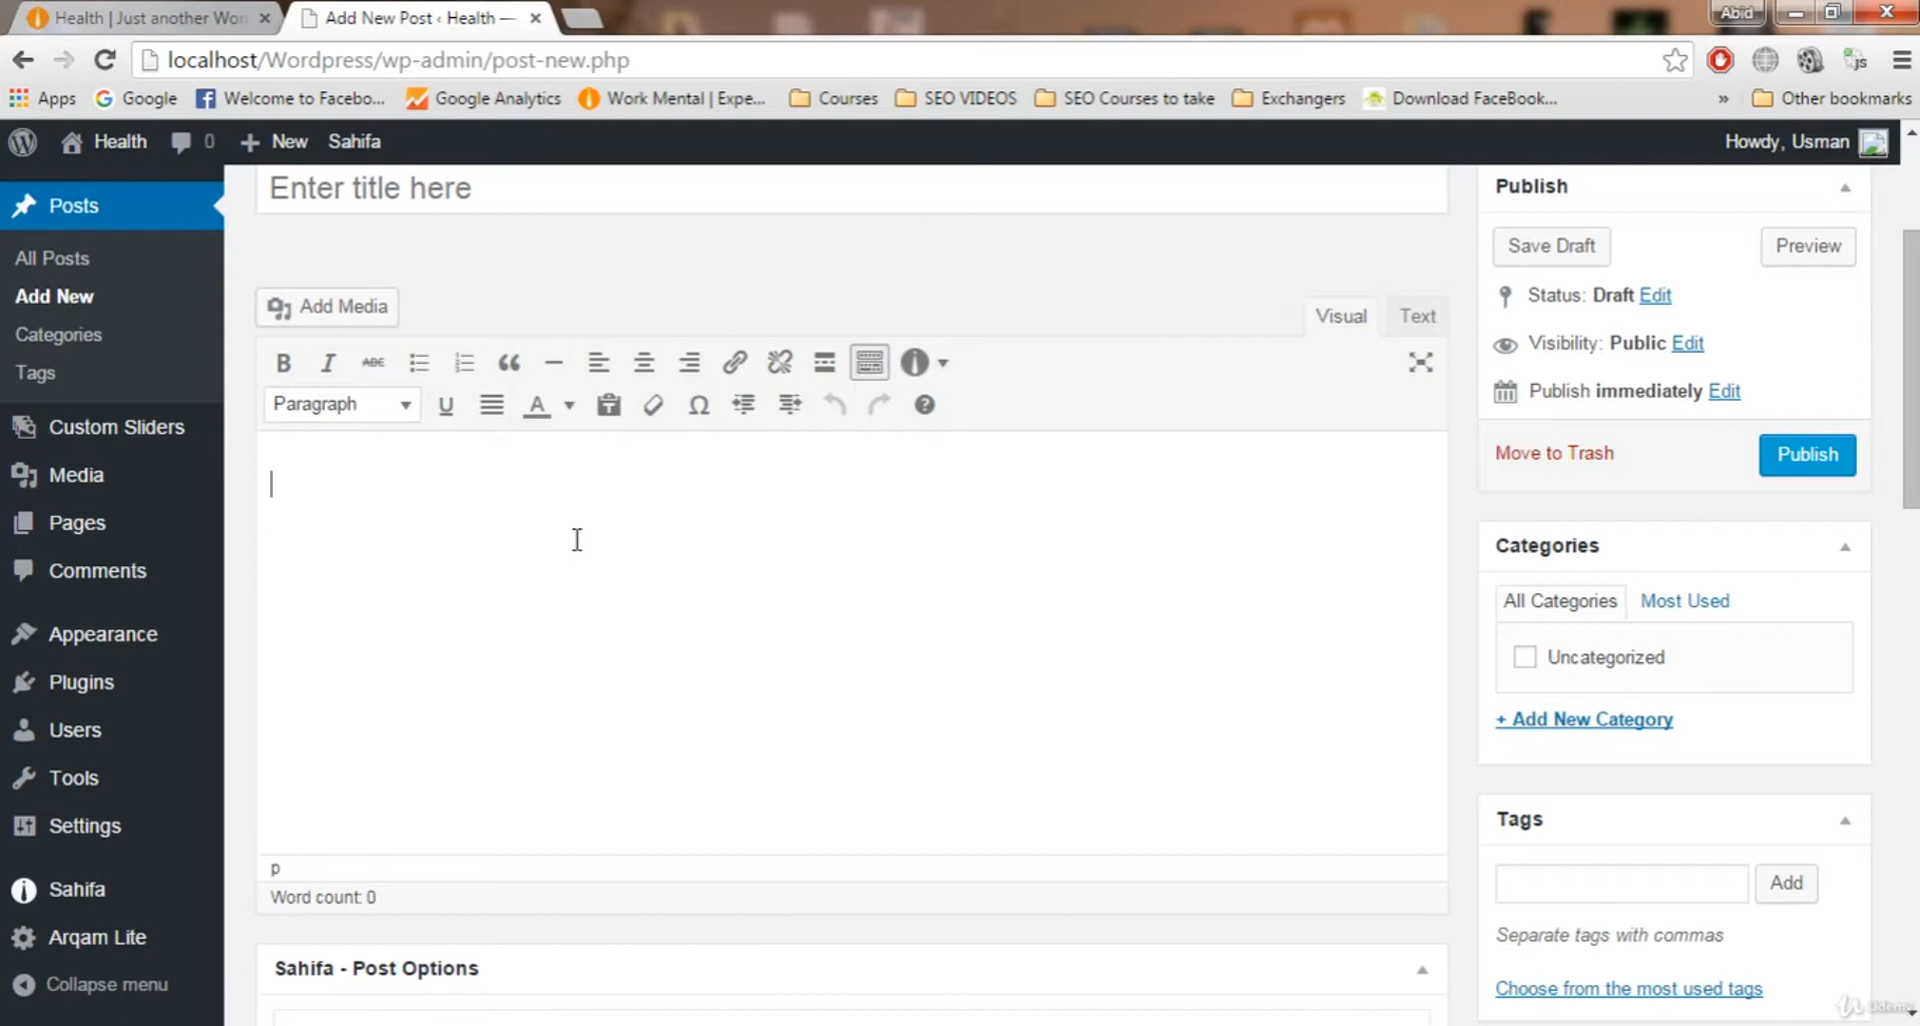 Health | Just another Wor
Add New Post ‹ Health —
Abid
localhost/Wordpress/wp-admin/post-new.php
js
Apps
Google
Welcome to Facebo...
Google Analytics
Work Mental | Expe...
Courses
SEO VIDEOS
SEO Courses to take
Exchangers
Download FaceBook...
»
Other bookmarks
Health
0
New
Sahifa
Howdy, Usman
Posts
All Posts
Add New
Categories
Tags
Custom Sliders
Media
Pages
Comments
Appearance
Plugins
Users
Tools
Settings
Sahifa
Arqam Lite
Collapse menu
Enter title here
Add Media
Visual
Text
B I ABC
Paragraph
U
A
Ω
p
Word count: 0
Sahifa - Post Options
Publish
Save Draft
Preview
Status: Draft Edit
Visibility: Public Edit
Publish immediately Edit
Move to Trash
Publish
Categories
All Categories
Most Used
Uncategorized
+ Add New Category
Tags
Add
Separate tags with commas
Choose from the most used tags
Udemy